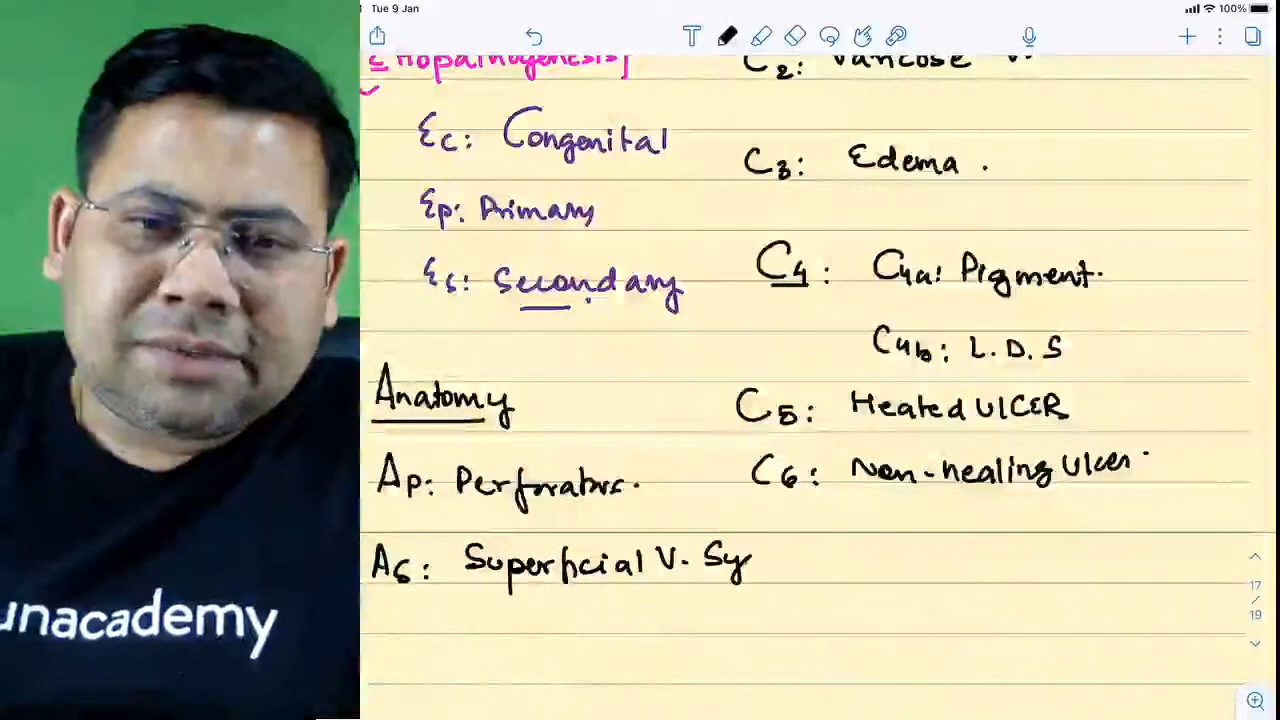 Tue 9 Jan
100%
T
Etiopathogenesis]
Ec: Congenital
Ep: Primary
Es: Secondary
Anatomy
Ap: Perforators.
As: Superficial V. Sy
C2: Varicose V.
C3: Edema .
C4: C4a: Pigment.
C4b: L.D.S
C5: Healed ULCER
C6: Non-healing Ulcer.
17
/
19
unacademy